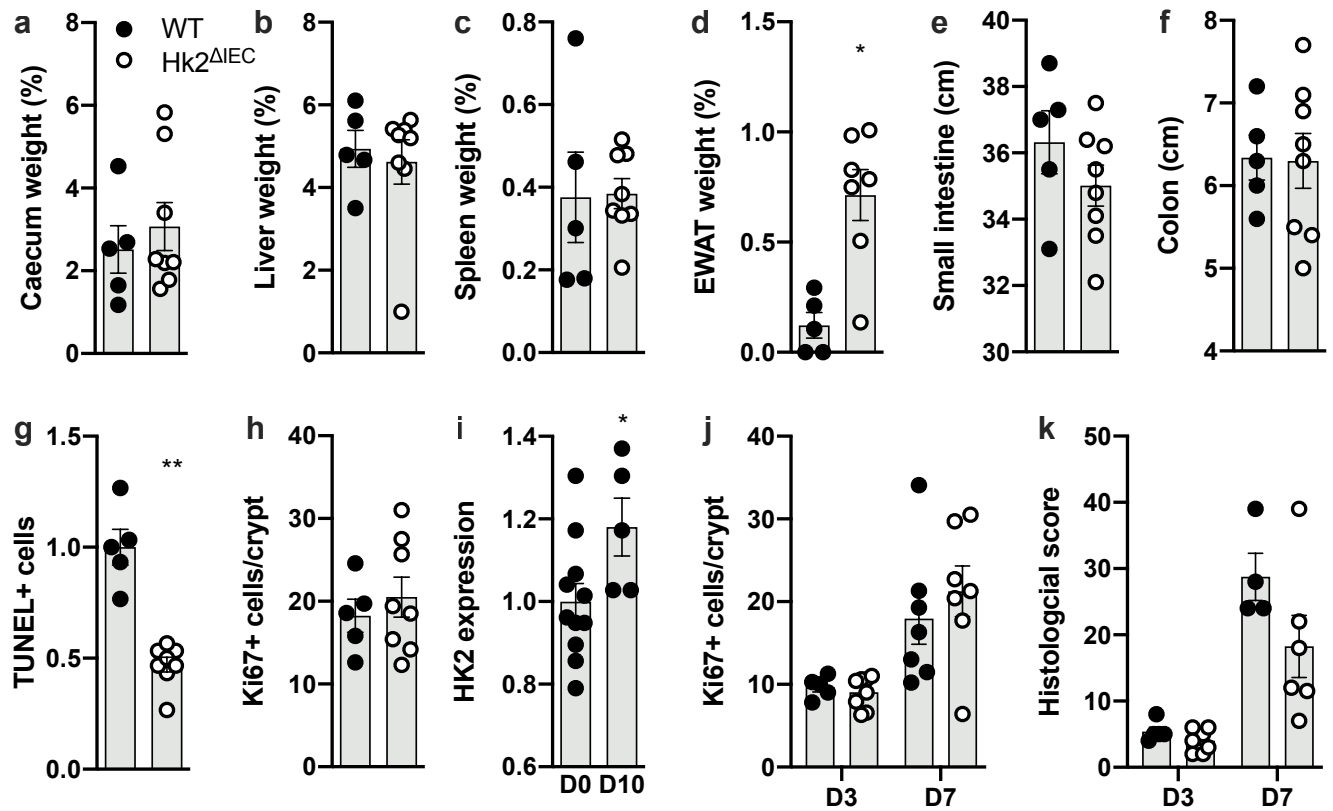 a
WT
Hk2ΔIEC
Caecum weight (%)
8
6
4
2
0
b
Liver weight (%)
8
6
4
2
0
c
Spleen weight (%)
0.8
0.6
0.4
0.2
0.0
d
EWAT weight (%)
1.5
1.0
0.5
0.0
*
e
Small intestine (cm)
40
38
36
34
32
30
f
Colon (cm)
8
7
6
5
4
g
TUNEL+ cells
1.5
1.0
0.5
0.0
**
h
Ki67+ cells/crypt
40
30
20
10
0
i
HK2 expression
1.4
1.2
1.0
0.8
0.6
*
D0 D10
j
Ki67+ cells/crypt
40
30
20
10
0
D3 D7
k
Histologcial score
50
40
30
20
10
0
D3 D7